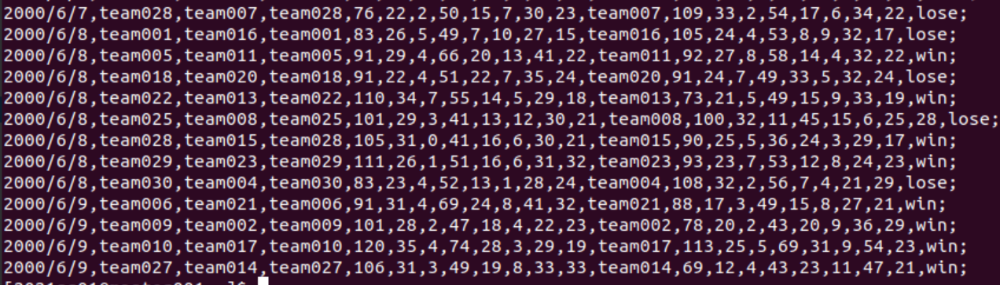 2000/6/7,team028,team007,team028,76,22,2,50,15,7,30,23,team007,109,33,2,54,17,6,34,22,lose;
2000/6/8,team001,team016,team001,83,26,5,49,7,10,27,15,team016,105,24,4,53,8,9,32,17,lose;
2000/6/8,team005,team011,team005,91,29,4,66,20,13,41,22,team011,92,27,8,58,14,4,32,22,win;
2000/6/8,team018,team020,team018,91,22,4,51,22,7,35,24,team020,91,24,7,49,33,5,32,24,lose;
2000/6/8,team022,team013,team022,110,34,7,55,14,5,29,18,team013,73,21,5,49,15,9,33,19,win;
2000/6/8,team025,team008,team025,101,29,3,41,13,12,30,21,team008,100,32,11,45,15,6,25,28,lose;
2000/6/8,team028,team015,team028,105,31,0,41,16,6,30,21,team015,90,25,5,36,24,3,29,17,win;
2000/6/8,team029,team023,team029,111,26,1,51,16,6,31,32,team023,93,23,7,53,12,8,24,23,win;
2000/6/8,team030,team004,team030,83,23,4,52,13,1,28,24,team004,108,32,2,56,7,4,21,29,lose;
2000/6/9,team006,team021,team006,91,31,4,69,24,8,41,32,team021,88,17,3,49,15,8,27,21,win;
2000/6/9,team009,team002,team009,101,28,2,47,18,4,22,23,team002,78,20,2,43,20,9,36,29,win;
2000/6/9,team010,team017,team010,120,35,4,74,28,3,29,19,team017,113,25,5,69,31,9,54,23,win;
2000/6/9,team027,team014,team027,106,31,3,49,19,8,33,33,team014,69,12,4,43,23,11,47,21,win;